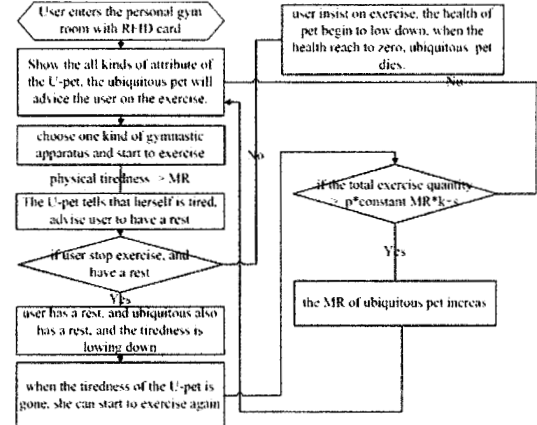 User enters the personal gym
room with RFID card
Show the all kinds of attribute of
the U-pet, the ubiquitous pet will
advice the user on the exercise.
choose one kind of gymnastic
apparatus and start to exercise
physical tiredness > MR
The U-pet tells that herself is tired,
advise user to have a rest
if user stop exercise, and
have a rest
Yes
user has a rest, and ubiquitous also
has a rest, and the tiredness is
lowing down
when the tiredness of the U-pet is
gone, she can start to exercise again
No
user insist on exercise, the health of
pet begin to low down, when the
health reach to zero, ubiquitous pet
dies.
No
if the total exercise quantity
> p*constant MR*k+s
Yes
the MR of ubiquitous pet increas